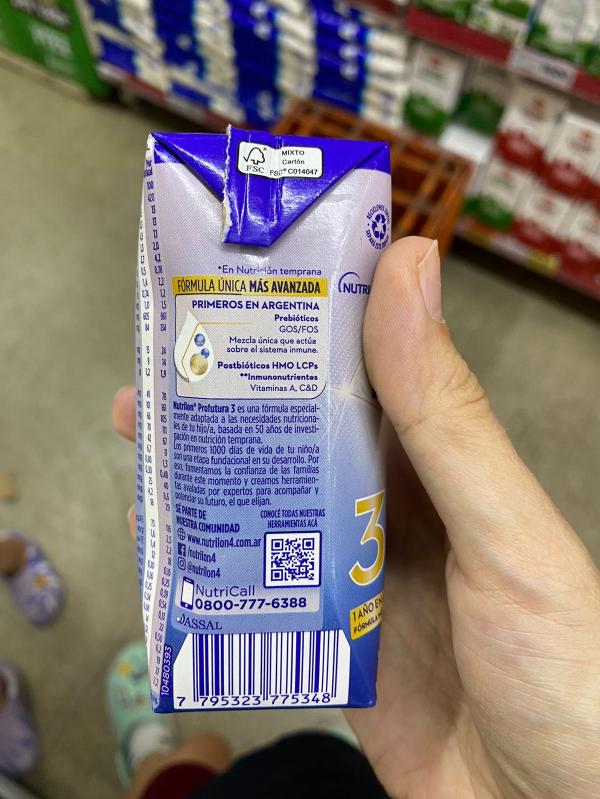 MIXTO
Cartón
FSC
FSC® C014047
*En Nutrición temprana
FÓRMULA ÚNICA MÁS AVANZADA
PRIMEROS EN ARGENTINA
Prebióticos
GOS/FOS
Mezcla única que actúa
sobre el sistema inmune.
Postbióticos HMO LCPs
**Inmunonutrientes
Vitaminas A, C&D
Nutrilon® Profutura 3 es una fórmula especial-
mente adaptada a las necesidades nutriciona-
les de tu hijo/a, basada en 50 años de investi-
gación en nutrición temprana.
Los primeros 1000 días de vida de tu niño/a
son una etapa fundacional en su desarrollo. Por
eso, fomentamos la confianza de las familias
durante este momento y creamos herramien-
tas avaladas por expertos para acompañar y
potenciar su futuro, el que elijan.
SÉ PARTE DE
NUESTRA COMUNIDAD
www.nutrilon4.com.ar
/nutrilon4
@nutrilon4
CONOCÉ TODAS NUESTRAS
HERRAMIENTAS ACÁ
NutriCall
0800-777-6388
DASSAL
10480393
7 795323 775348
NUTRI
3
1 AÑO EN
FÓRMULA